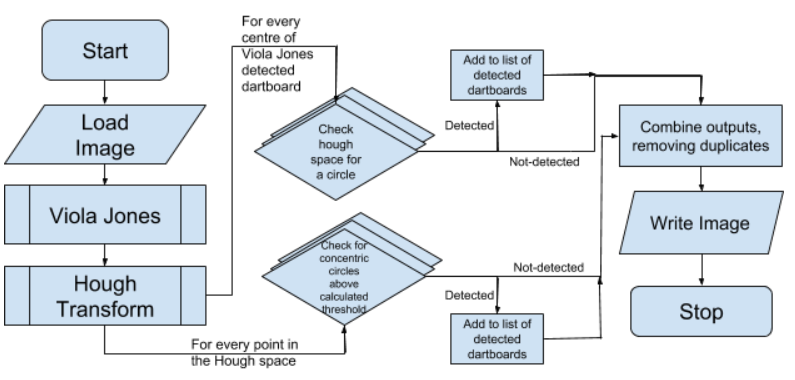 Start
Load
Image
Viola Jones
Hough
Transform
For every
centre of
Viola Jones
detected
dartboard
Check
hough
space for
a circle
Add to list of
detected
dartboards
Detected
Not-detected
For every point in
the Hough space
Check for
concentric
circles
above
calculated
threshold
Not-detected
Detected
Add to list of
detected
dartboards
Combine outputs,
removing duplicates
Write Image
Stop